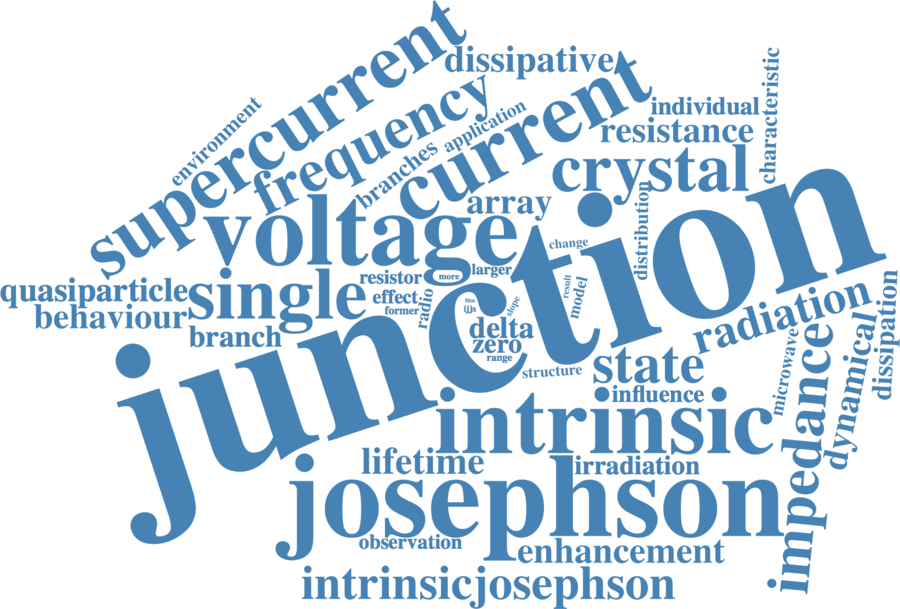 supercurrent
dissipative
environment
frequency
application
branches
current
individual
resistance
characteristic
crystal
array
voltage
distribution
junction
change
quasiparticle
single
resistor
more
larger
behaviour
effect
former
radio
film
IJJs
slope
result
model
branch
delta
zero
range
structure
state
influence
radiation
microwave
impedance
dynamical
dissipation
intrinsic
lifetime
irradiation
josephson
observation
enhancement
intrinsicjosephson